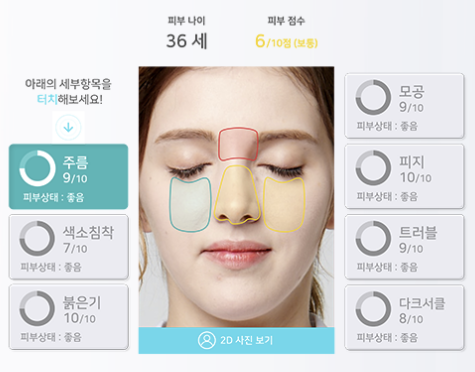 피부 나이
36 세
피부 점수
6/10점 (보통)
아래의 세부항목을
터치해보세요!
주름
9/10
피부상태 : 좋음
색소침착
7/10
피부상태 : 좋음
붉은기
10/10
피부상태 : 좋음
모공
9/10
피부상태 : 좋음
피지
10/10
피부상태 : 좋음
트러블
9/10
피부상태 : 좋음
다크서클
8/10
피부상태 : 좋음
2D 사진 보기